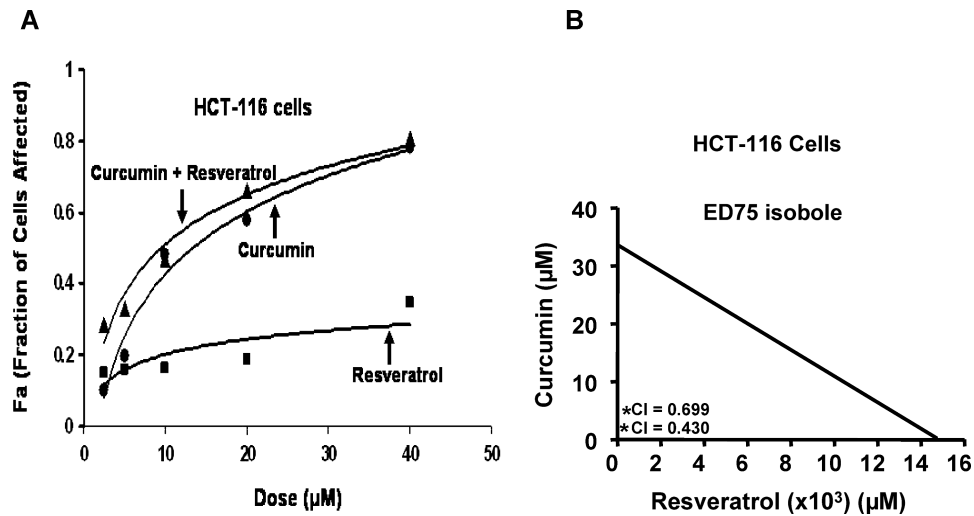 A
HCT-116 cells
Curcumin + Resveratrol
Curcumin
Resveratrol
Fa (Fraction of Cells Affected)
1
0.8
0.6
0.4
0.2
0
0 10 20 30 40 50
Dose (µM)
B
HCT-116 Cells
ED75 isobole
Curcumin (µM)
40
30
20
10
0
*CI = 0.699
*CI = 0.430
0 2 4 6 8 10 12 14 16
Resveratrol (x10³) (µM)